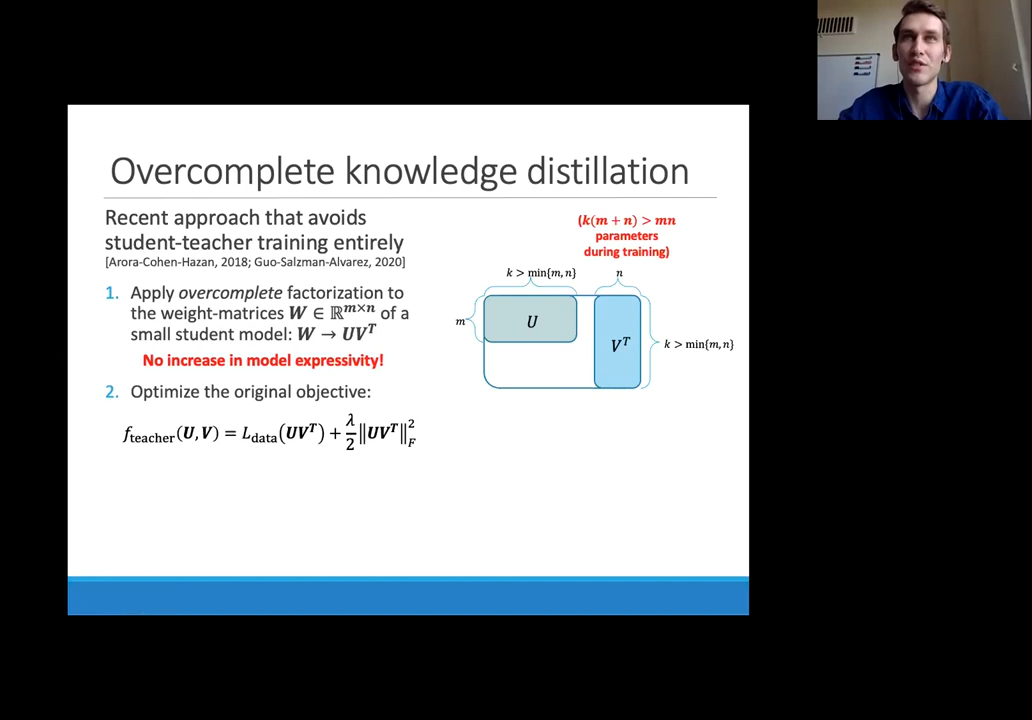 Overcomplete knowledge distillation
Recent approach that avoids
student-teacher training entirely
[Arora-Cohen-Hazan, 2018; Guo-Salzman-Alvarez, 2020]
1. Apply overcomplete factorization to
the weight-matrices W ∈ ℝ^{m×n} of a
small student model: W → UV^T
No increase in model expressivity!
2. Optimize the original objective:
f_teacher(U, V) = L_data(UV^T) + λ/2 ‖UV^T‖_F^2
(k(m + n) > mn
parameters
during training)
k > min{m, n}
n
m
U
V^T
k > min{m, n}